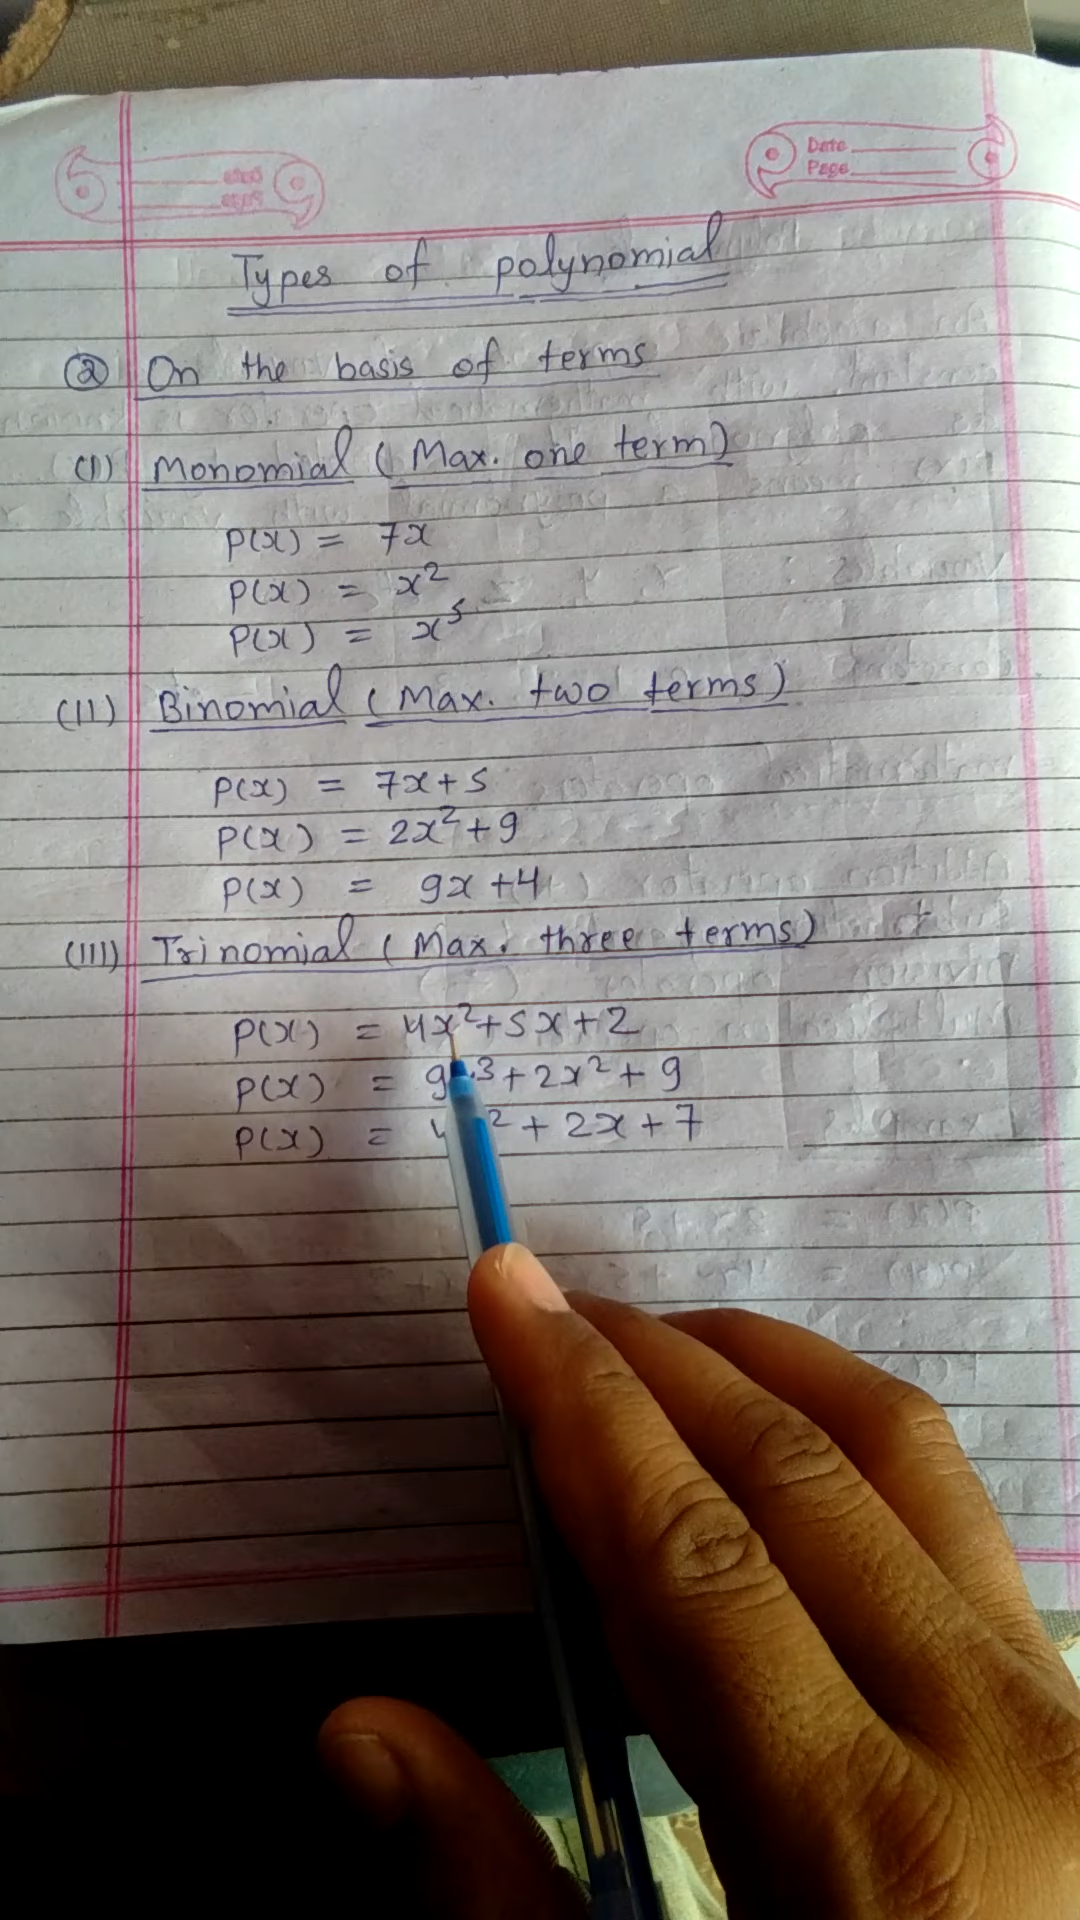 Date
Page
Types of polynomial
② On the basis of terms
(I) Monomial (Max. one term)
P(x) = 7x
P(x) = x²
P(x) = x⁵
(II) Binomial (Max. two terms)
P(x) = 7x+5
P(x) = 2x²+9
P(x) = 9x+4
(III) Trinomial (Max. three terms)
P(x) = 4x²+5x+2
P(x) = 9 ³+2x²+9
P(x) = ²+2x+7